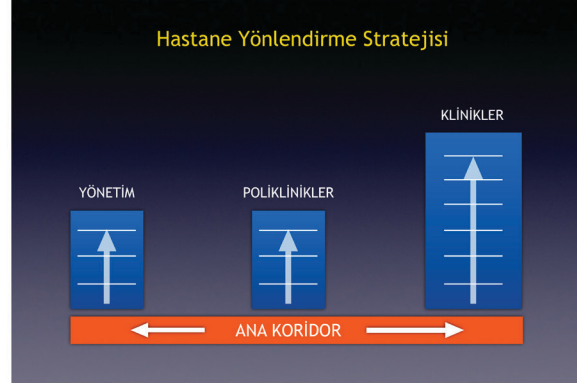 Hastane Yönlendirme Stratejisi
KLİNİKLER
YÖNETİM
POLİKLİNİKLER
ANA KORİDOR